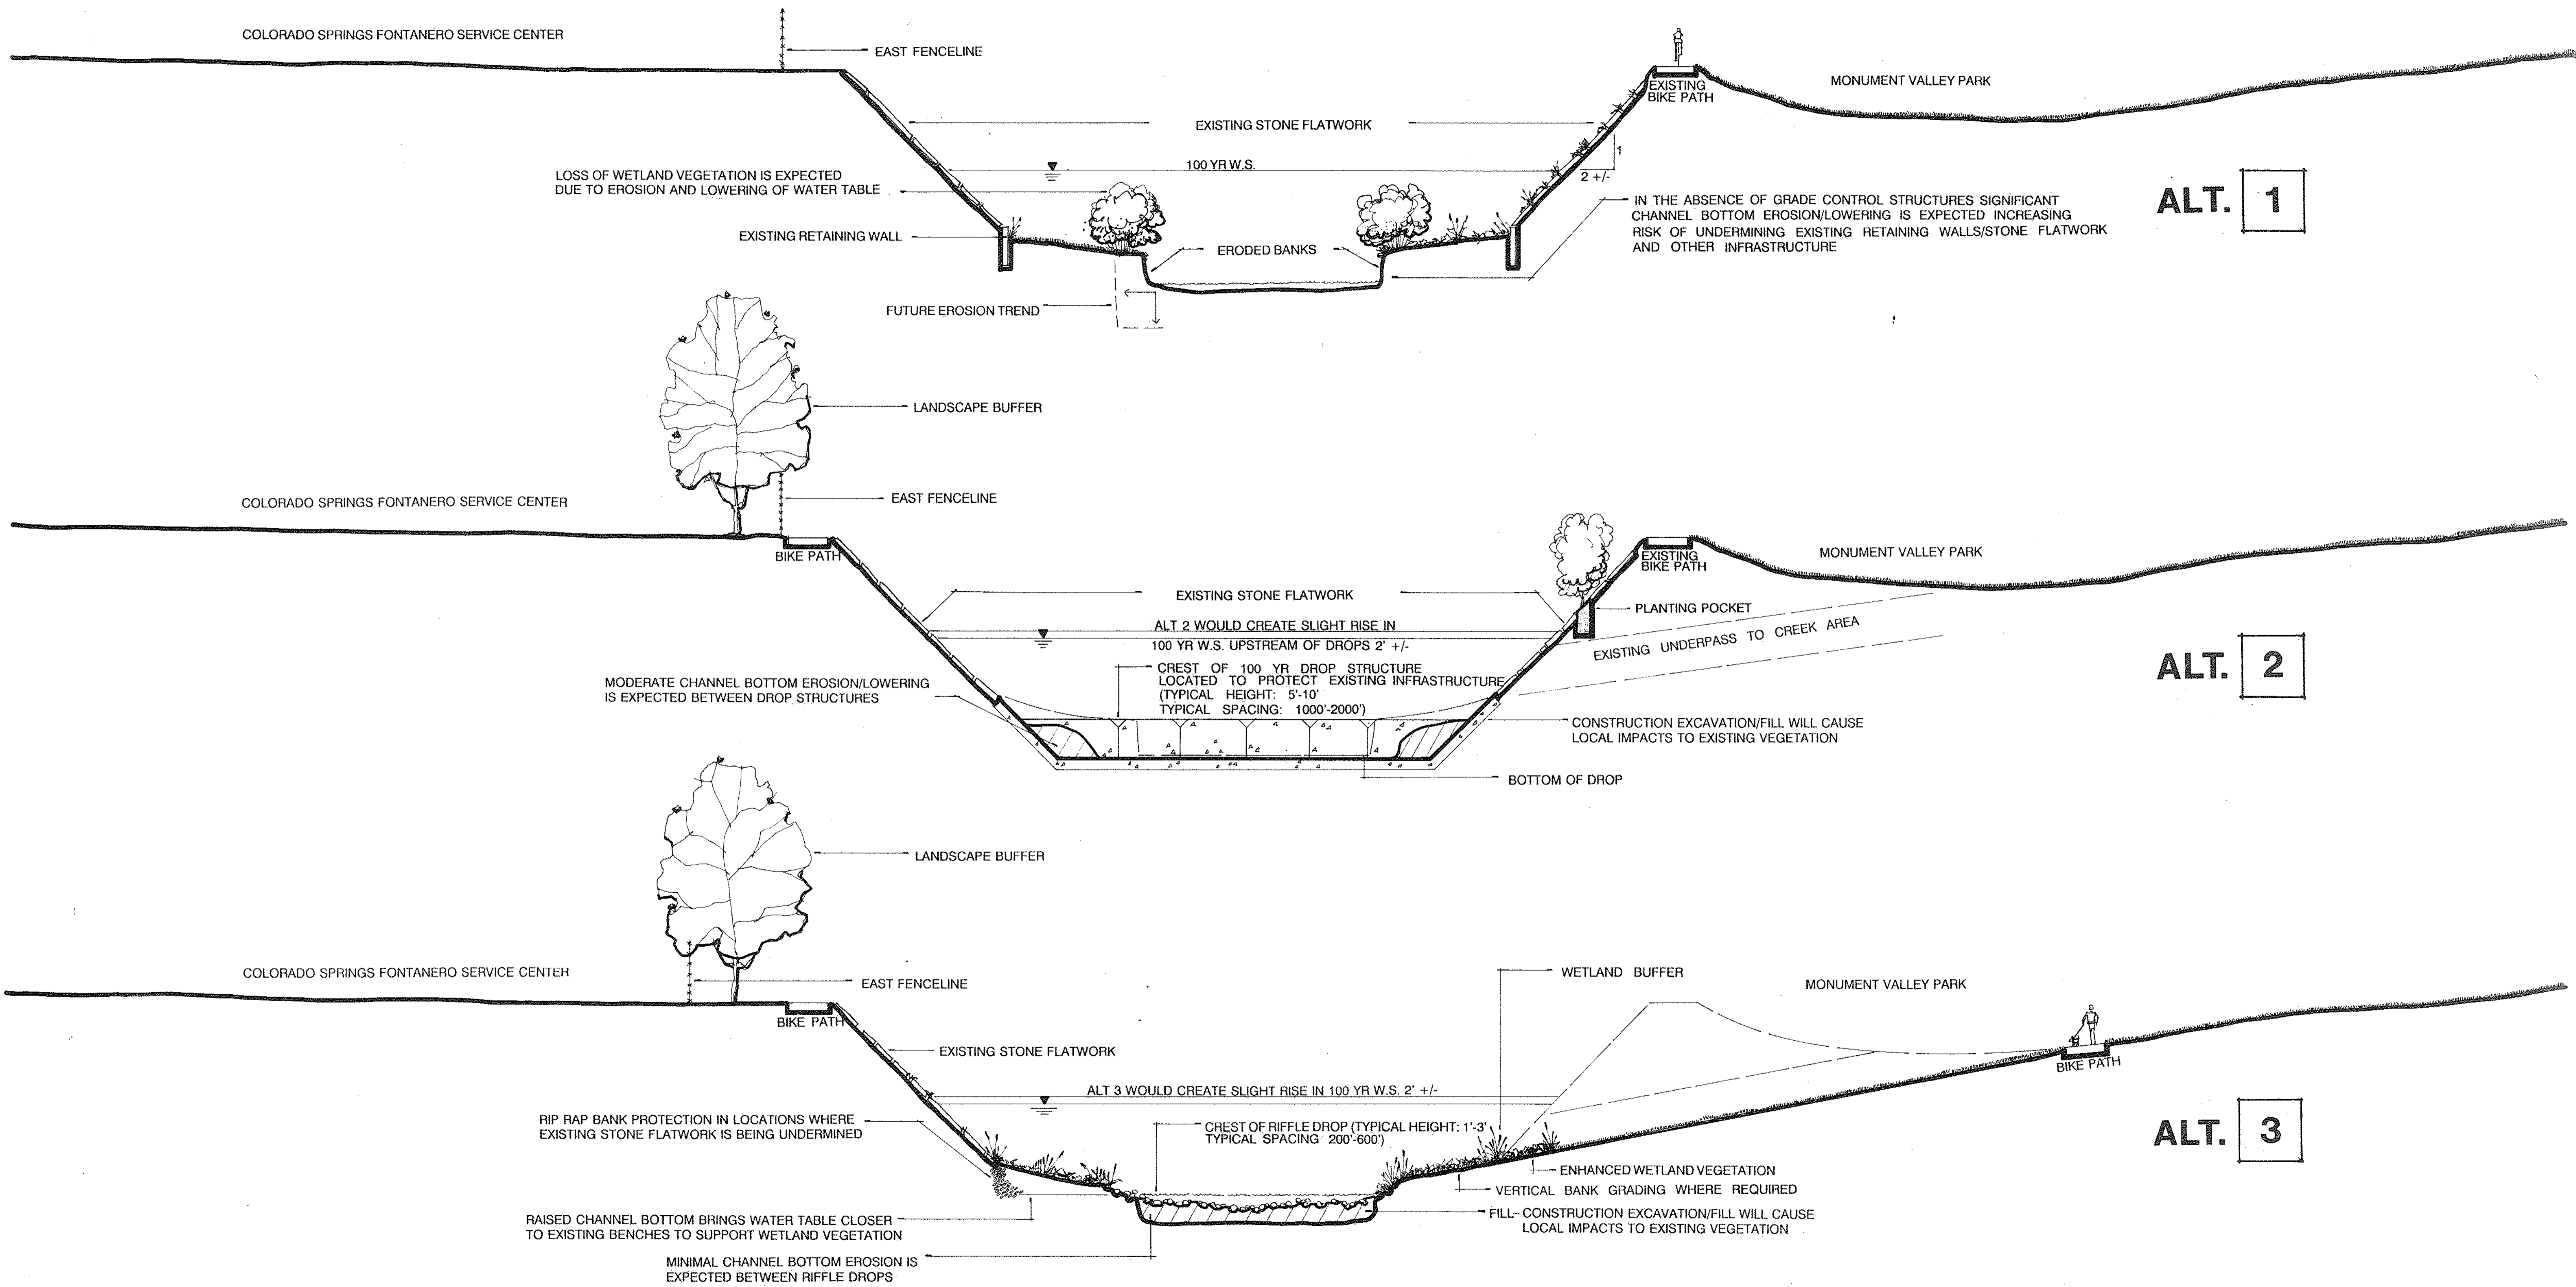 COLORADO SPRINGS FONTANERO SERVICE CENTER
EAST FENCELINE
EXISTING
BIKE PATH
MONUMENT VALLEY PARK
EXISTING STONE FLATWORK
100 YR W.S.
1
2 +/-
LOSS OF WETLAND VEGETATION IS EXPECTED
DUE TO EROSION AND LOWERING OF WATER TABLE
EXISTING RETAINING WALL
ERODED BANKS
IN THE ABSENCE OF GRADE CONTROL STRUCTURES SIGNIFICANT
CHANNEL BOTTOM EROSION/LOWERING IS EXPECTED INCREASING
RISK OF UNDERMINING EXISTING RETAINING WALLS/STONE FLATWORK
AND OTHER INFRASTRUCTURE
FUTURE EROSION TREND
ALT. 1
LANDSCAPE BUFFER
COLORADO SPRINGS FONTANERO SERVICE CENTER
EAST FENCELINE
BIKE PATH
EXISTING
BIKE PATH
MONUMENT VALLEY PARK
EXISTING STONE FLATWORK
PLANTING POCKET
ALT 2 WOULD CREATE SLIGHT RISE IN
100 YR W.S. UPSTREAM OF DROPS 2' +/-
EXISTING UNDERPASS TO CREEK AREA
CREST OF 100 YR DROP STRUCTURE
LOCATED TO PROTECT EXISTING INFRASTRUCTURE
(TYPICAL HEIGHT: 5'-10'
TYPICAL SPACING: 1000'-2000')
MODERATE CHANNEL BOTTOM EROSION/LOWERING
IS EXPECTED BETWEEN DROP STRUCTURES
CONSTRUCTION EXCAVATION/FILL WILL CAUSE
LOCAL IMPACTS TO EXISTING VEGETATION
BOTTOM OF DROP
ALT. 2
LANDSCAPE BUFFER
COLORADO SPRINGS FONTANERO SERVICE CENTER
EAST FENCELINE
BIKE PATH
WETLAND BUFFER
MONUMENT VALLEY PARK
BIKE PATH
EXISTING STONE FLATWORK
ALT 3 WOULD CREATE SLIGHT RISE IN 100 YR W.S. 2' +/-
RIP RAP BANK PROTECTION IN LOCATIONS WHERE
EXISTING STONE FLATWORK IS BEING UNDERMINED
CREST OF RIFFLE DROP (TYPICAL HEIGHT: 1'-3'
TYPICAL SPACING 200'-600')
ENHANCED WETLAND VEGETATION
VERTICAL BANK GRADING WHERE REQUIRED
FILL- CONSTRUCTION EXCAVATION/FILL WILL CAUSE
LOCAL IMPACTS TO EXISTING VEGETATION
RAISED CHANNEL BOTTOM BRINGS WATER TABLE CLOSER
TO EXISTING BENCHES TO SUPPORT WETLAND VEGETATION
MINIMAL CHANNEL BOTTOM EROSION IS
EXPECTED BETWEEN RIFFLE DROPS
ALT. 3